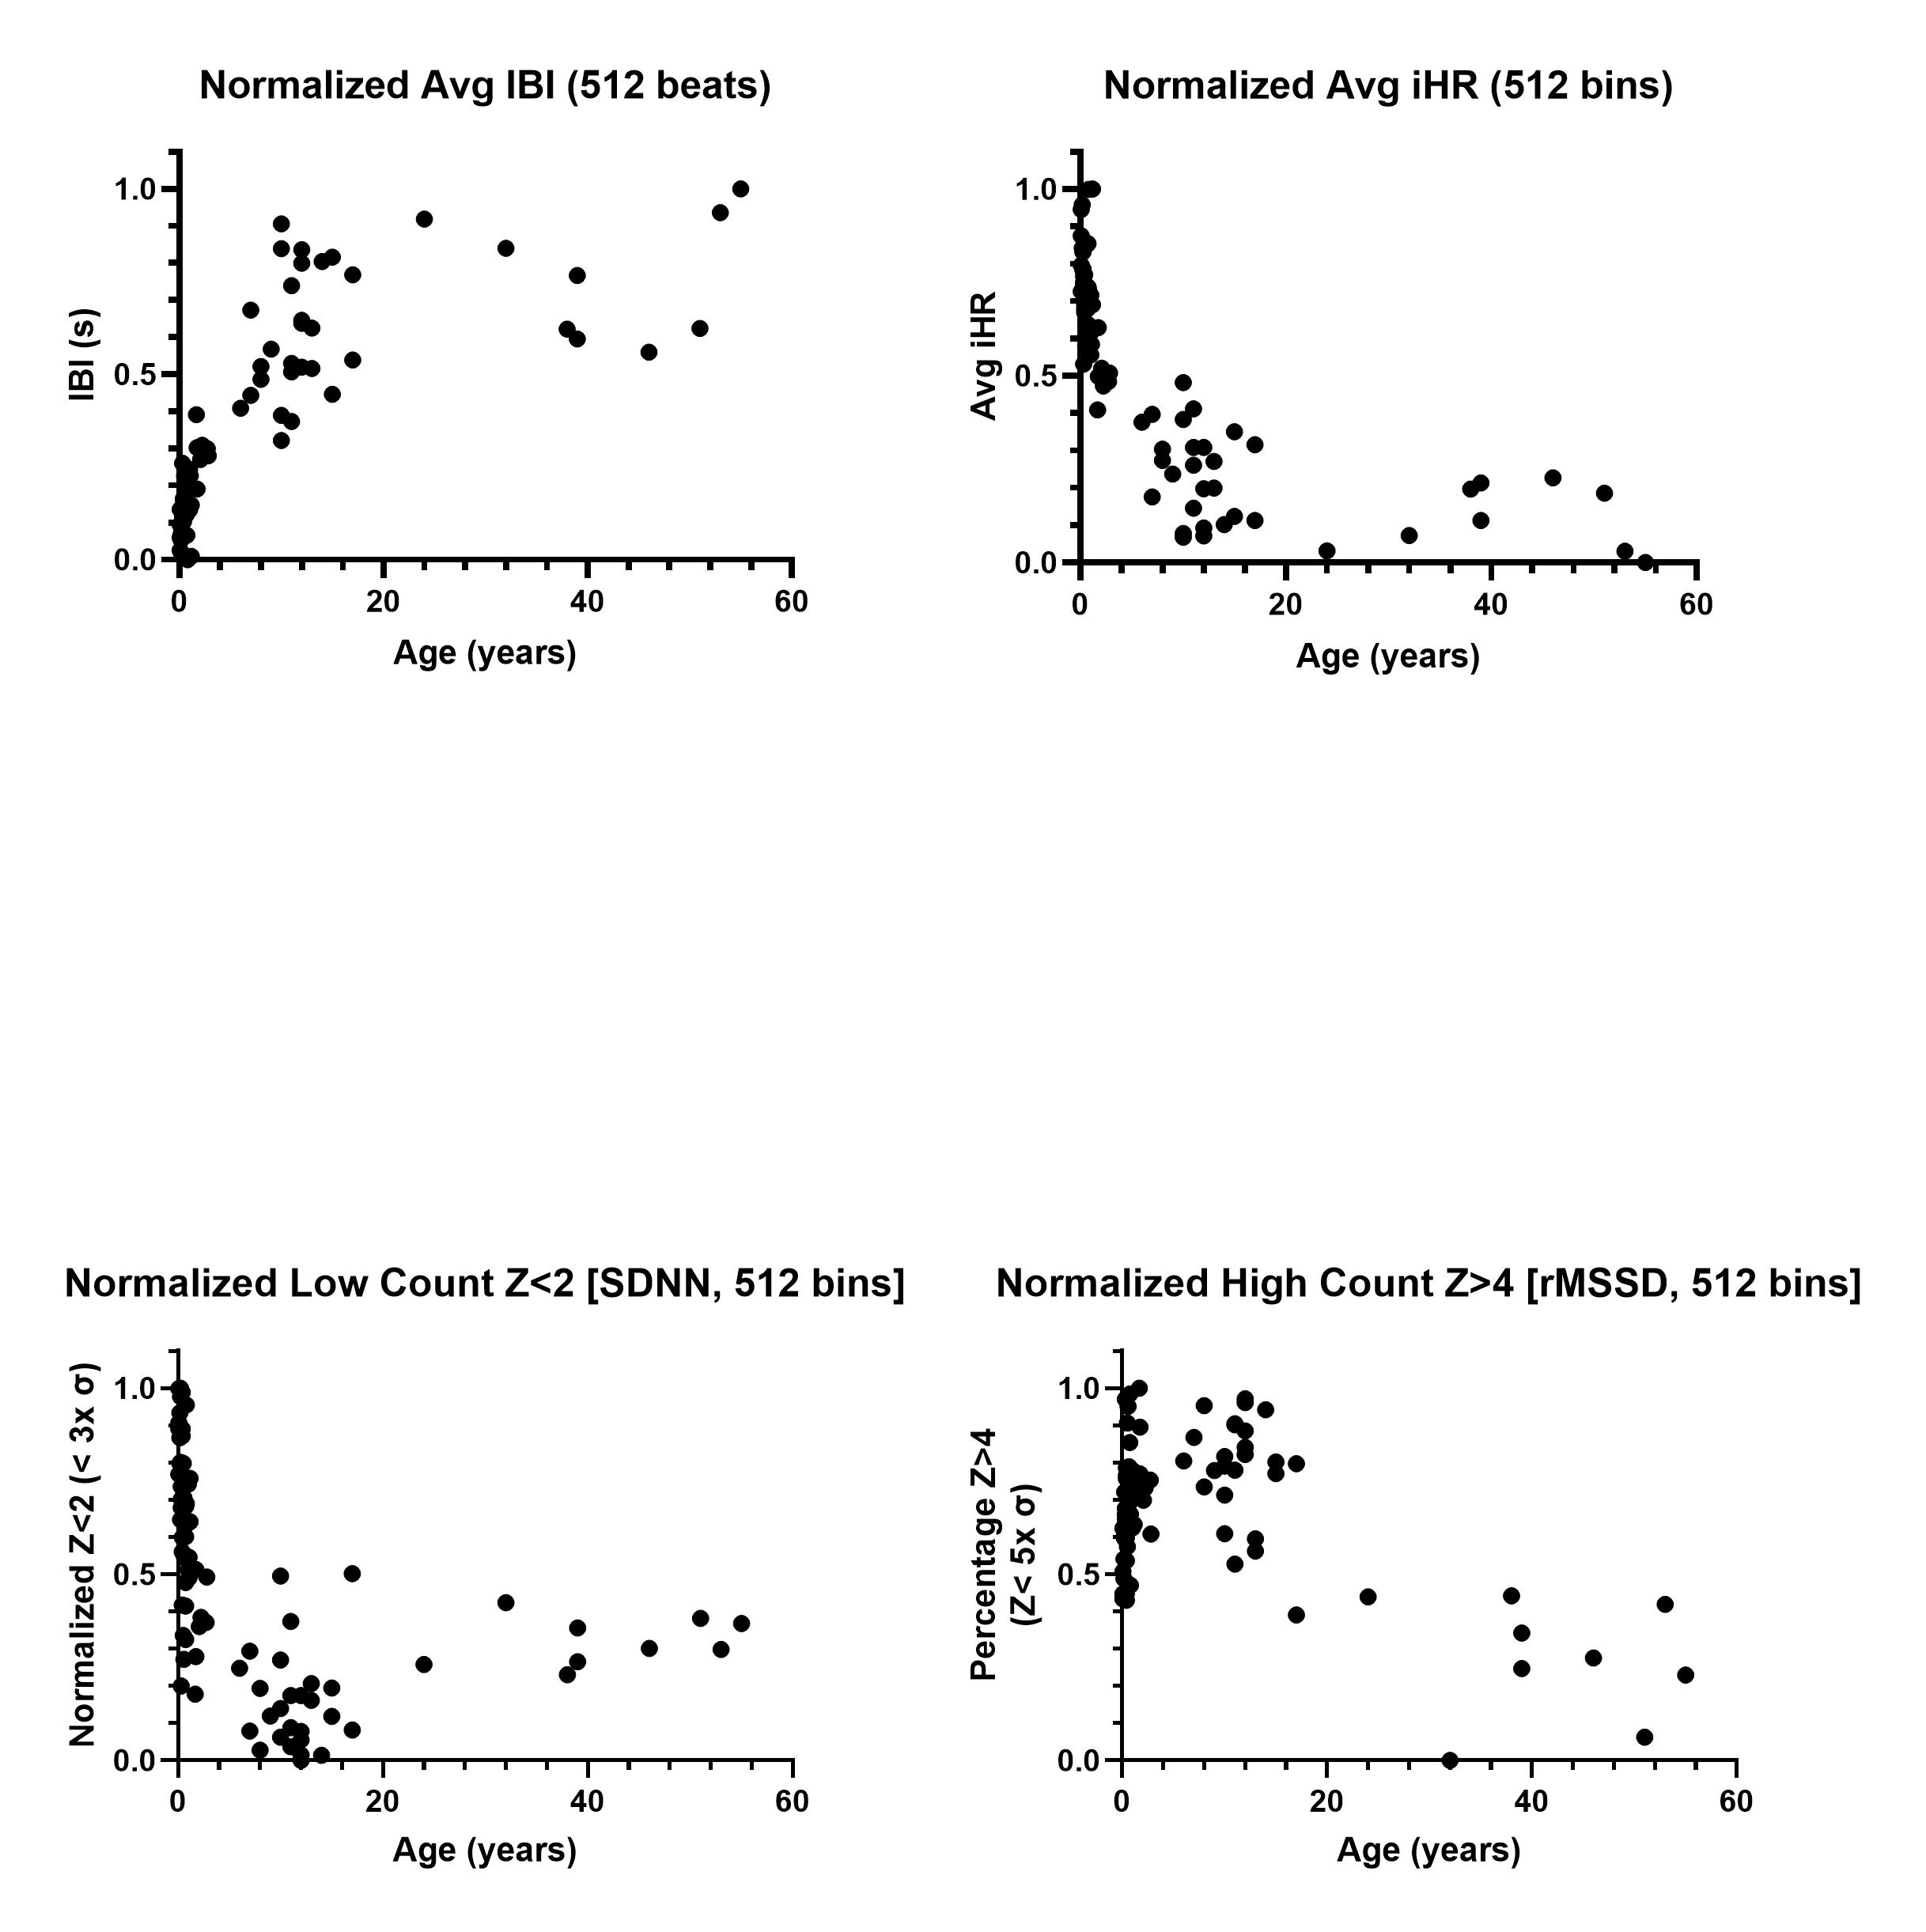 Normalized Avg IBI (512 beats)
IBI (s)
1.0
0.5
0.0
0 20 40 60
Age (years)
Normalized Avg iHR (512 bins)
Avg iHR
1.0
0.5
0.0
0 20 40 60
Age (years)
Normalized Low Count Z<2 [SDNN, 512 bins]
Normalized Z<2 (< 3x σ)
1.0
0.5
0.0
0 20 40 60
Age (years)
Normalized High Count Z>4 [rMSSD, 512 bins]
Percentage Z>4
(Z< 5x σ)
1.0
0.5
0.0
0 20 40 60
Age (years)